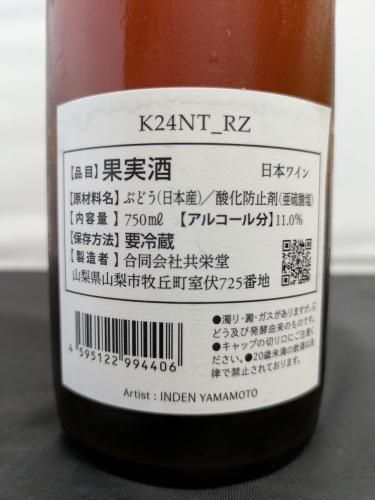 K24NT_RZ
【品目】果実酒 日本ワイン
【原材料名】ぶどう(日本産)／酸化防止剤(亜硫酸塩)
【内容量】750mℓ 【アルコール分】11.0%
【保存方法】要冷蔵
【製造者】合同会社共栄堂
山梨県山梨市牧丘町室伏725番地
●濁り・澱・ガスがありますが、ぶ
どう及び発酵由来のものです。
●キャップの切り口にご注意く
ださい。●20歳未満の飲酒は法
律で禁止されております。
4 595122 994406
Artist : INDEN YAMAMOTO